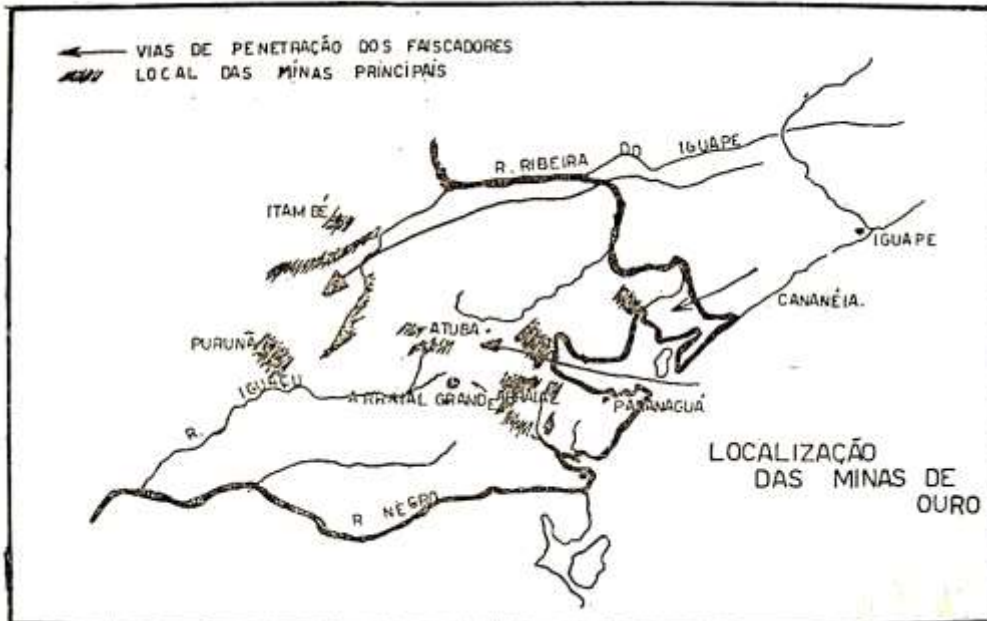 VIAS DE PENETRAÇÃO DOS FAISCADORES
LOCAL DAS MINAS PRINCIPAIS
R. RIBEIRA DO IGUAPE
ITAMBÉ
IGUAPE
CANANÉIA.
ATUBA
PURUNÃ
R. IGUAÇU
ARRAIAL GRANDE
PARANAGUÁ
R NEGRO
LOCALIZAÇÃO
DAS MINAS DE
OURO